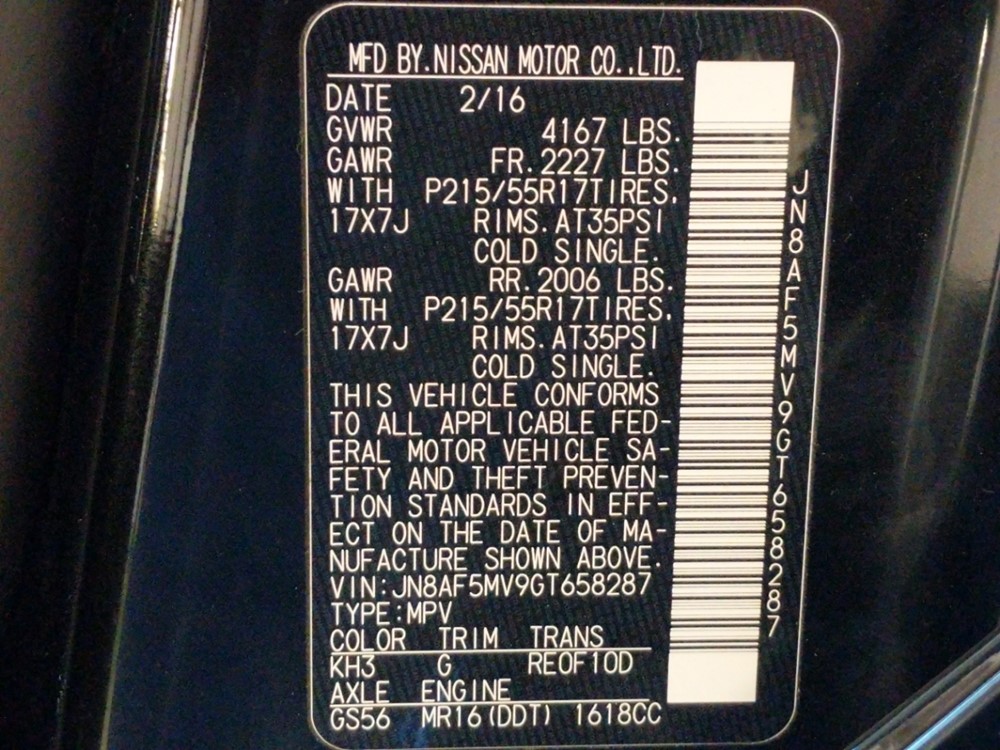 MFD BY.NISSAN MOTOR CO.,LTD.
DATE 2/16
GVWR 4167 LBS.
GAWR FR.2227 LBS.
WITH P215/55R17TIRES.
17X7J RIMS.AT35PSI
COLD SINGLE.
GAWR RR.2006 LBS.
WITH P215/55R17TIRES.
17X7J RIMS.AT35PSI
COLD SINGLE.
THIS VEHICLE CONFORMS
TO ALL APPLICABLE FED-
ERAL MOTOR VEHICLE SA-
FETY AND THEFT PREVEN-
TION STANDARDS IN EFF-
ECT ON THE DATE OF MA-
NUFACTURE SHOWN ABOVE.
VIN:JN8AF5MV9GT658287
TYPE:MPV
COLOR TRIM TRANS
KH3 G RE0F10D
AXLE ENGINE
GS56 MR16(DDT) 1618CC
JN8AF5MV9GT658287